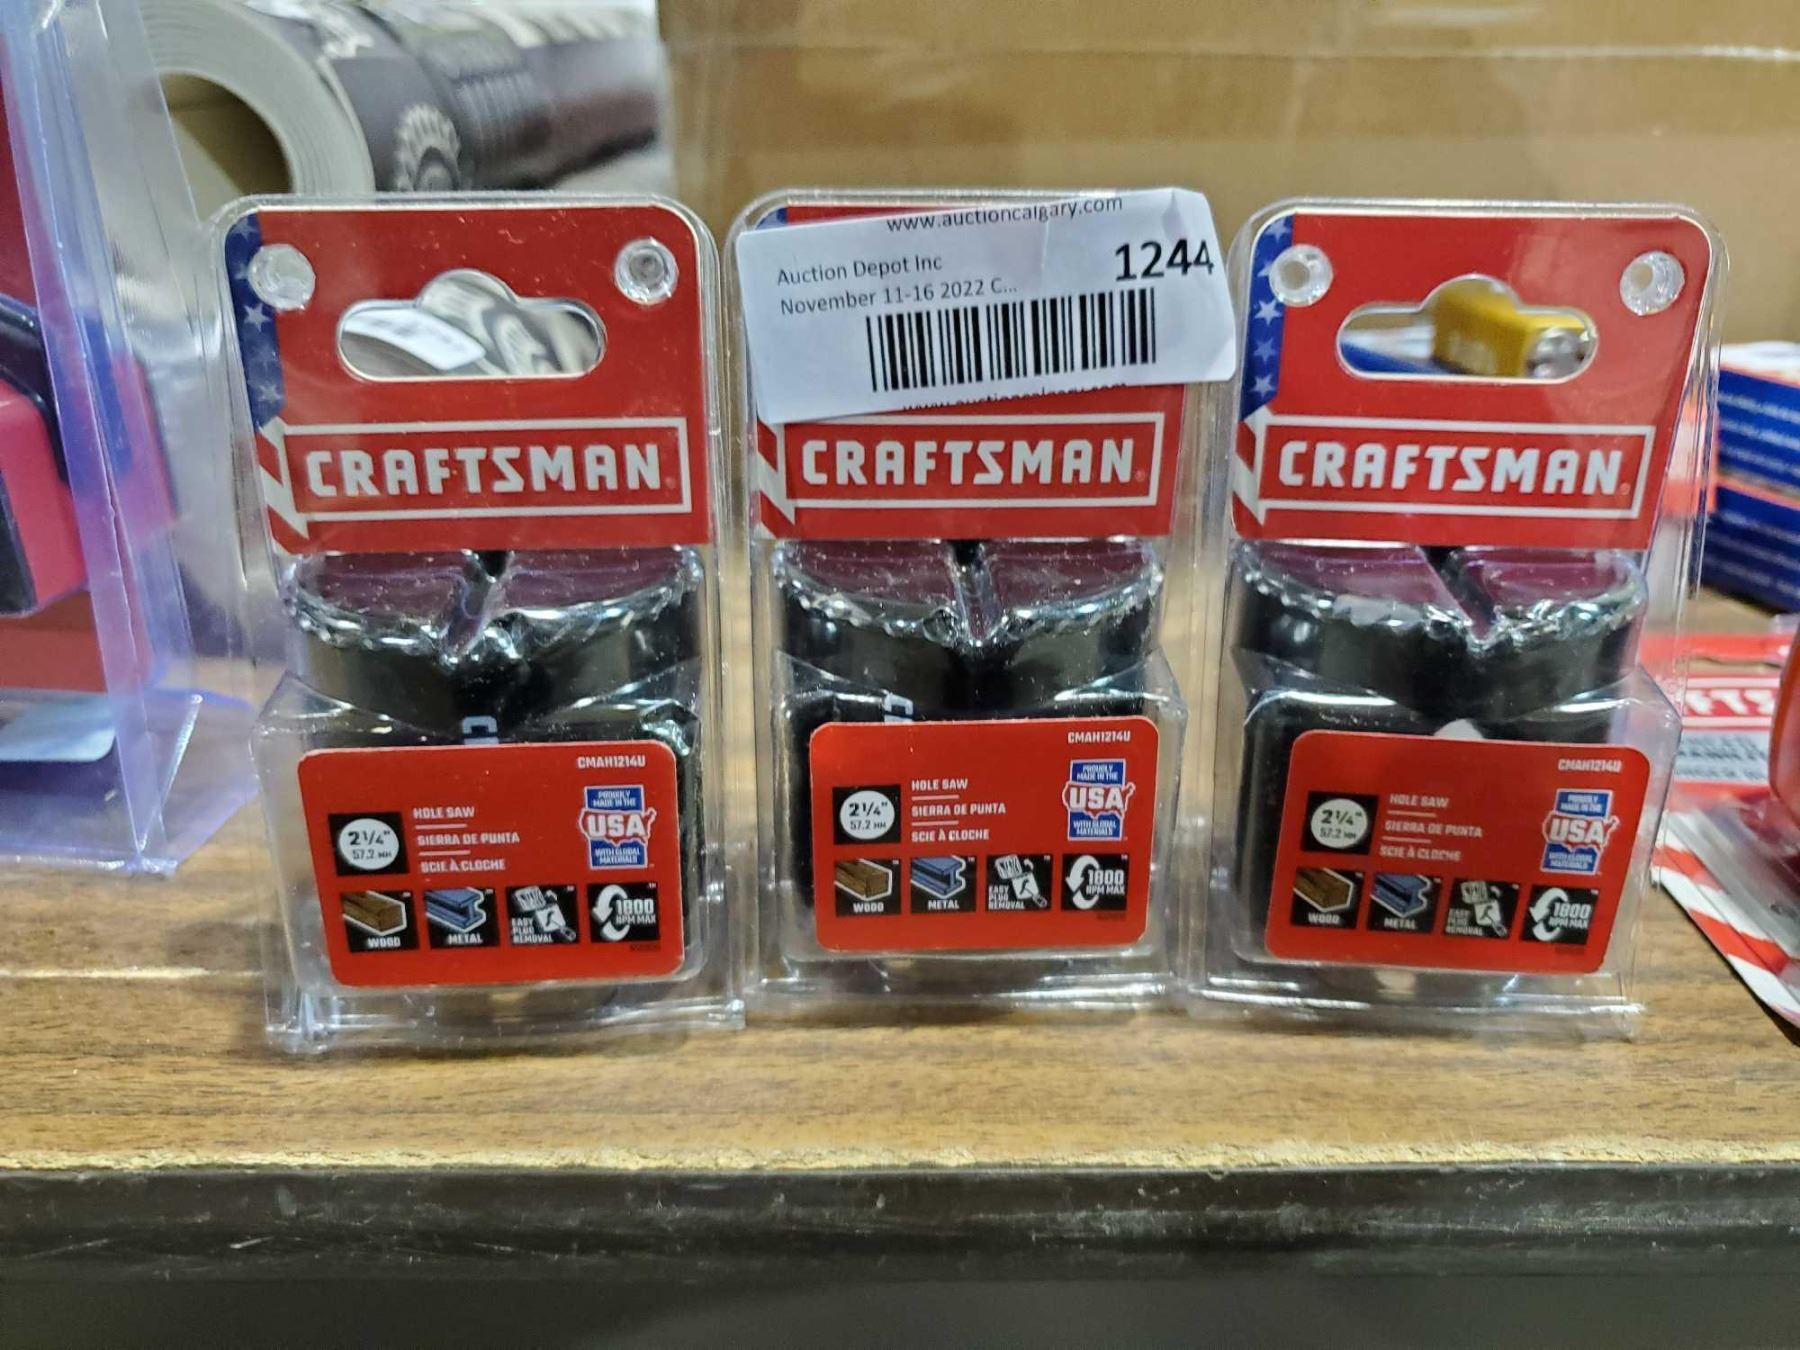 www.auctioncalgary.com
Auction Depot Inc
1244
November 11-16 2022 C...
www.auctioncalgary.com
CRAFTSMAN
CMAH1214U
2 1/4"
57.2 MM
HOLE SAW
SIERRA DE PUNTA
SCIE À CLOCHE
PROUDLY
MADE IN THE
USA
WITH GLOBAL
MATERIALS
WOOD
METAL
EASY
PLUG
REMOVAL
1800
RPM MAX
CRAFTSMAN
CMAH1214U
2 1/4"
57.2 MM
HOLE SAW
SIERRA DE PUNTA
SCIE À CLOCHE
PROUDLY
MADE IN THE
USA
WITH GLOBAL
MATERIALS
WOOD
METAL
EASY
PLUG
REMOVAL
1800
RPM MAX
CRAFTSMAN
CMAH1214U
2 1/4"
57.2 MM
HOLE SAW
SIERRA DE PUNTA
SCIE À CLOCHE
PROUDLY
MADE IN THE
USA
WITH GLOBAL
MATERIALS
WOOD
METAL
EASY
PLUG
REMOVAL
1800
RPM MAX